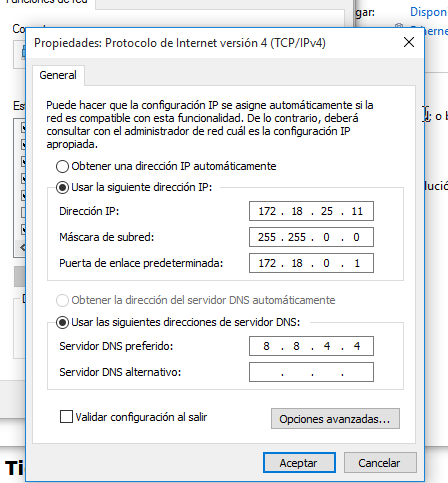 Funciones de red
gar:
Dispon
Propiedades: Protocolo de Internet versión 4 (TCP/IPv4)
General
Puede hacer que la configuración IP se asigne automáticamente si la
red es compatible con esta funcionalidad. De lo contrario, deberá
consultar con el administrador de red cuál es la configuración IP
apropiada.
; o b
Obtener una dirección IP automáticamente
Usar la siguiente dirección IP:
Dirección IP: 172 . 18 . 25 . 11
Máscara de subred: 255 . 255 . 0 . 0
Puerta de enlace predeterminada: 172 . 18 . 0 . 1
Obtener la dirección del servidor DNS automáticamente
Usar las siguientes direcciones de servidor DNS:
Servidor DNS preferido: 8 . 8 . 4 . 4
Servidor DNS alternativo: . . .
Validar configuración al salir
Opciones avanzadas...
Aceptar
Cancelar
Ti